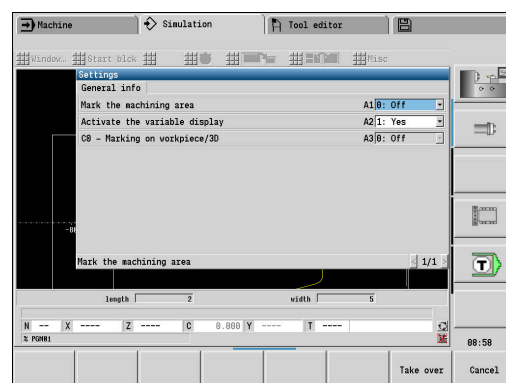 Machine
Simulation
Tool editor
Window...
Start blck
Misc
Settings
General info
Mark the machining area A1 0: Off
Activate the variable display A2 1: Yes
C0 - Marking on workpiece/3D A3 0: Off
Mark the machining area 1/1
length 2 width 5
N -- X ---- Z ---- C 0.000 Y ---- T ----
% PGM01
08:58
T
Take over
Cancel